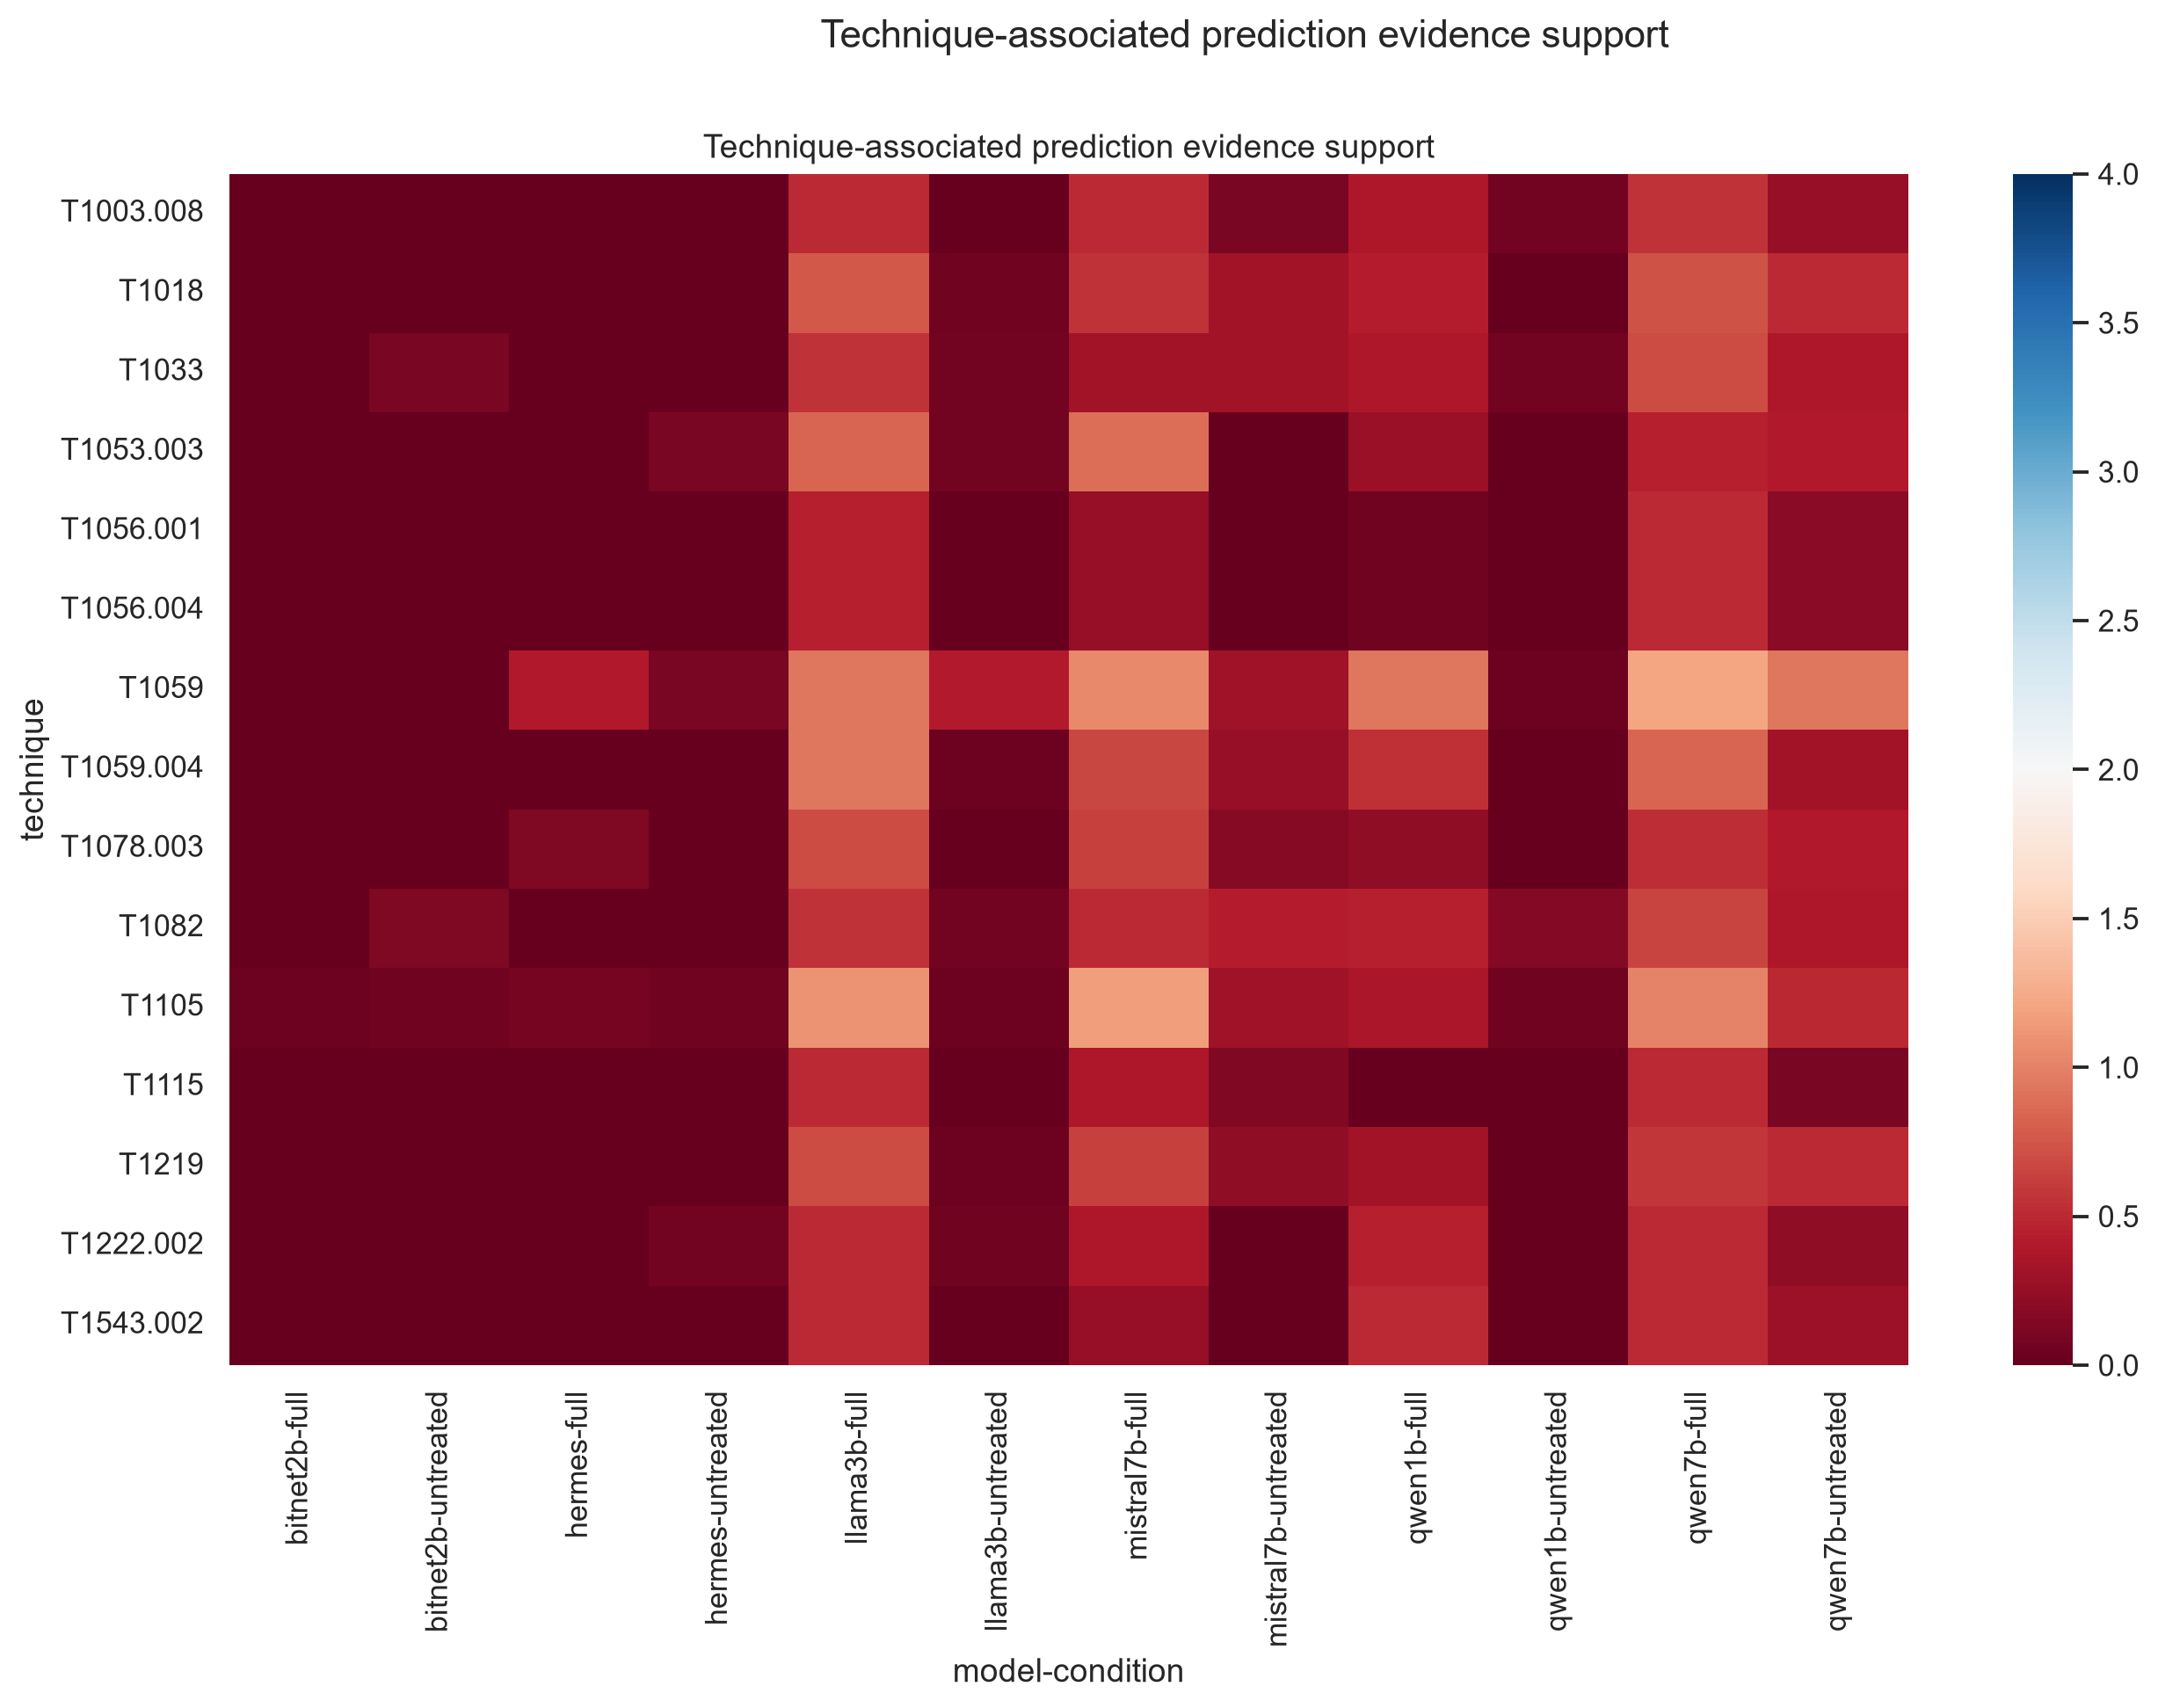 Technique-associated prediction evidence support
Technique-associated prediction evidence support
technique
T1003.008
T1018
T1033
T1053.003
T1056.001
T1056.004
T1059
T1059.004
T1078.003
T1082
T1105
T1115
T1219
T1222.002
T1543.002
4.0
3.5
3.0
2.5
2.0
1.5
1.0
0.5
0.0
bitnet2b-full
bitnet2b-untreated
hermes-full
hermes-untreated
llama3b-full
llama3b-untreated
mistral7b-full
mistral7b-untreated
qwen1b-full
qwen1b-untreated
qwen7b-full
qwen7b-untreated
model-condition